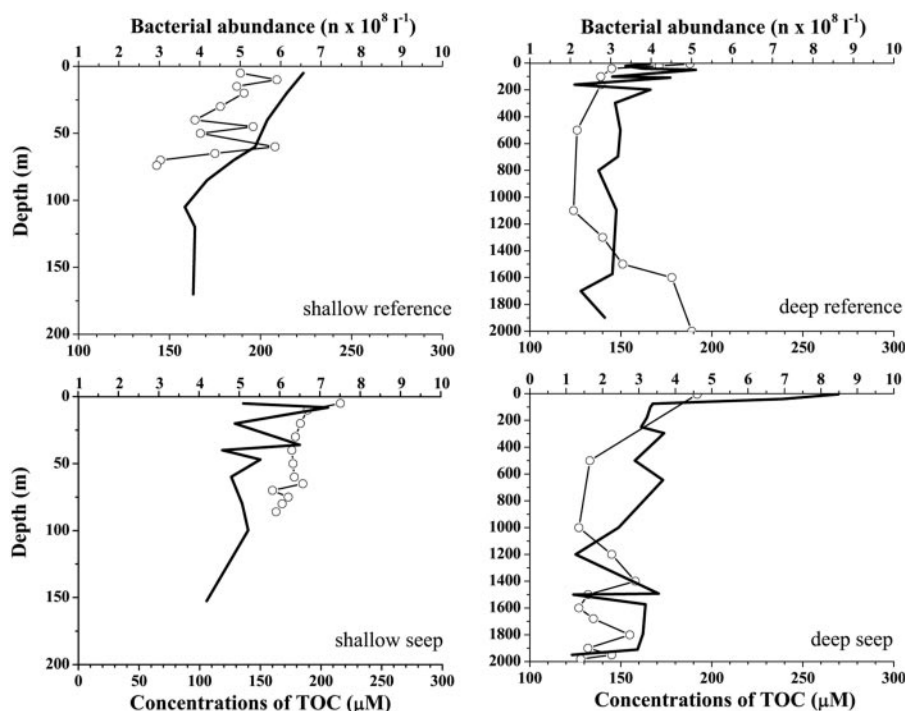 Bacterial abundance (n x 10⁸ l⁻¹)
Bacterial abundance (n x 10⁸ l⁻¹)
1 2 3 4 5 6 7 8 9 10
1 2 3 4 5 6 7 8 9 10
0
50
100
150
200
Depth (m)
shallow reference
100 150 200 250 300
0
200
400
600
800
1000
1200
1400
1600
1800
2000
deep reference
100 150 200 250 300
1 2 3 4 5 6 7 8 9 10
0 1 2 3 4 5 6 7 8 9 10
0
50
100
150
200
Depth (m)
shallow seep
0 50 100 150 200 250 300
Concentrations of TOC (µM)
0
200
400
600
800
1000
1200
1400
1600
1800
2000
deep seep
100 150 200 250 300
Concentrations of TOC (µM)